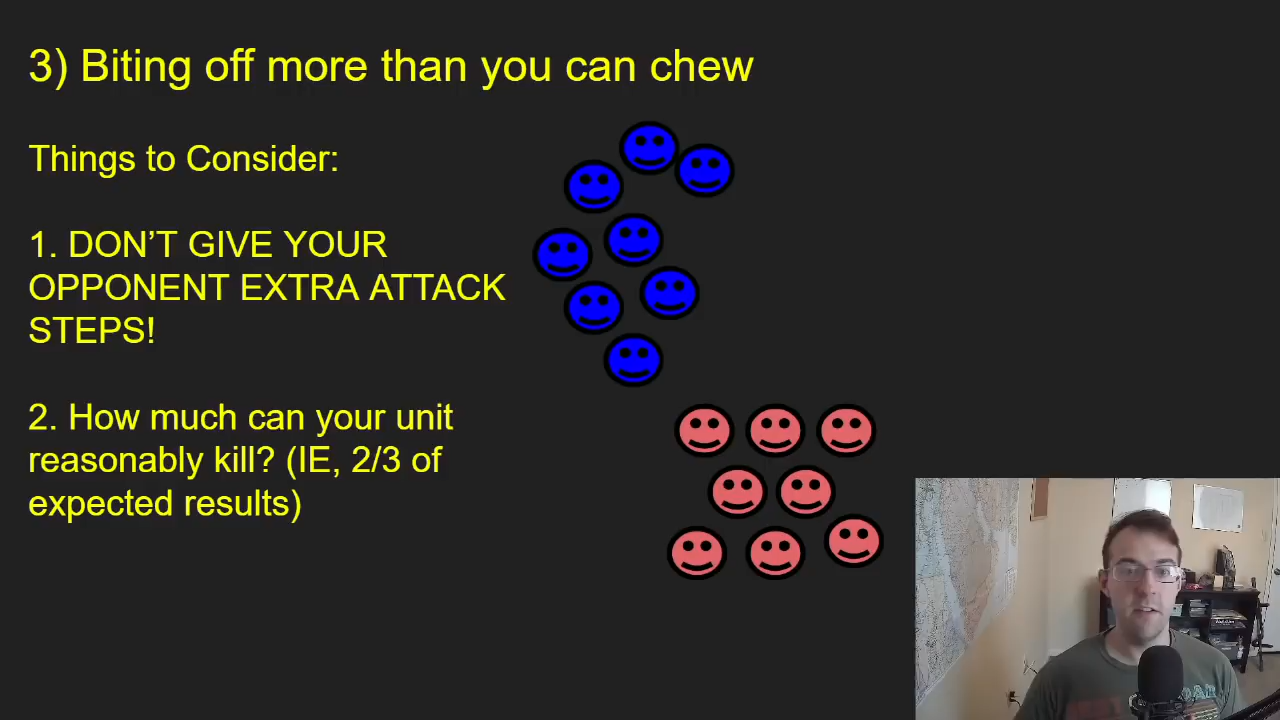 3) Biting off more than you can chew
Things to Consider:
1. DON'T GIVE YOUR
OPPONENT EXTRA ATTACK
STEPS!
2. How much can your unit
reasonably kill? (IE, 2/3 of
expected results)